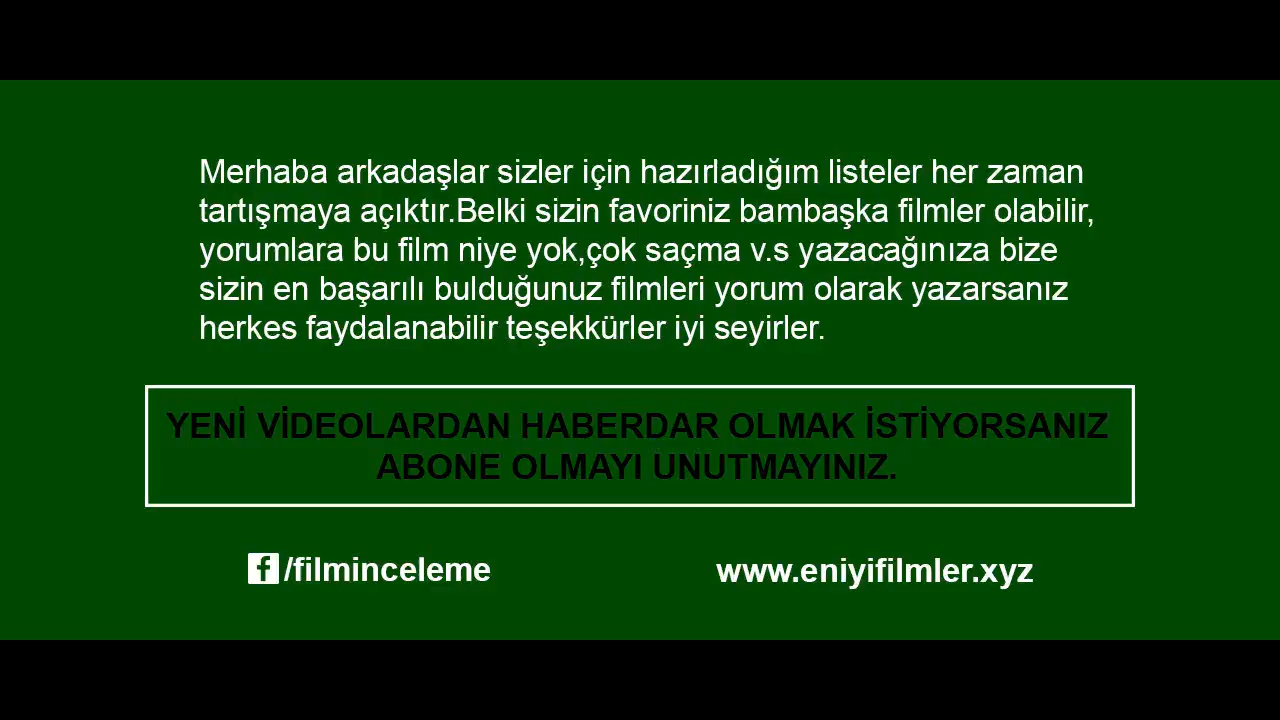 Merhaba arkadaşlar sizler için hazırladığım listeler her zaman
tartışmaya açıktır.Belki sizin favoriniz bambaşka filmler olabilir,
yorumlara bu film niye yok,çok saçma v.s yazacağınıza bize
sizin en başarılı bulduğunuz filmleri yorum olarak yazarsanız
herkes faydalanabilir teşekkürler iyi seyirler.
YENİ VİDEOLARDAN HABERDAR OLMAK İSTİYORSANIZ
ABONE OLMAYI UNUTMAYINIZ.
f/filminceleme
www.eniyifilmler.xyz